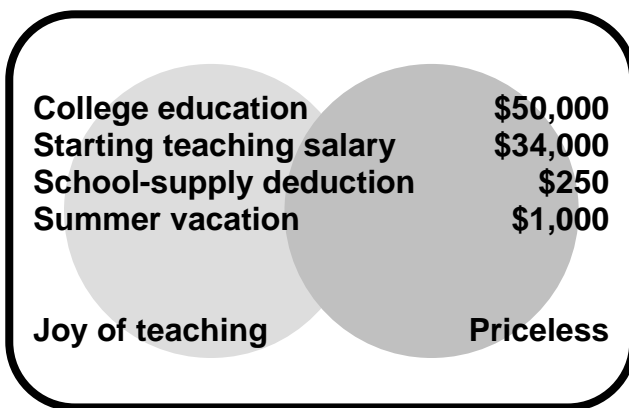 College education $50,000
Starting teaching salary $34,000
School-supply deduction $250
Summer vacation $1,000
Joy of teaching Priceless